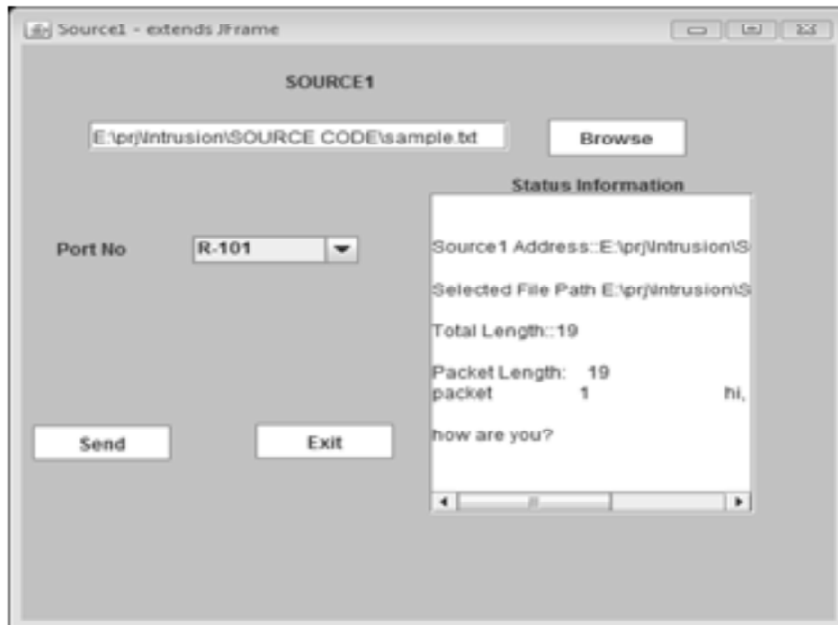 Source1 - extends JFrame
SOURCE1
E:\prj\Intrusion\SOURCE CODE\sample.txt
Browse
Status Information
Port No
R-101
Source1 Address::E:\prj\Intrusion\S
Selected File Path E:\prj\Intrusion\S
Total Length::19
Packet Length: 19
packet 1 hi,
how are you?
Send
Exit